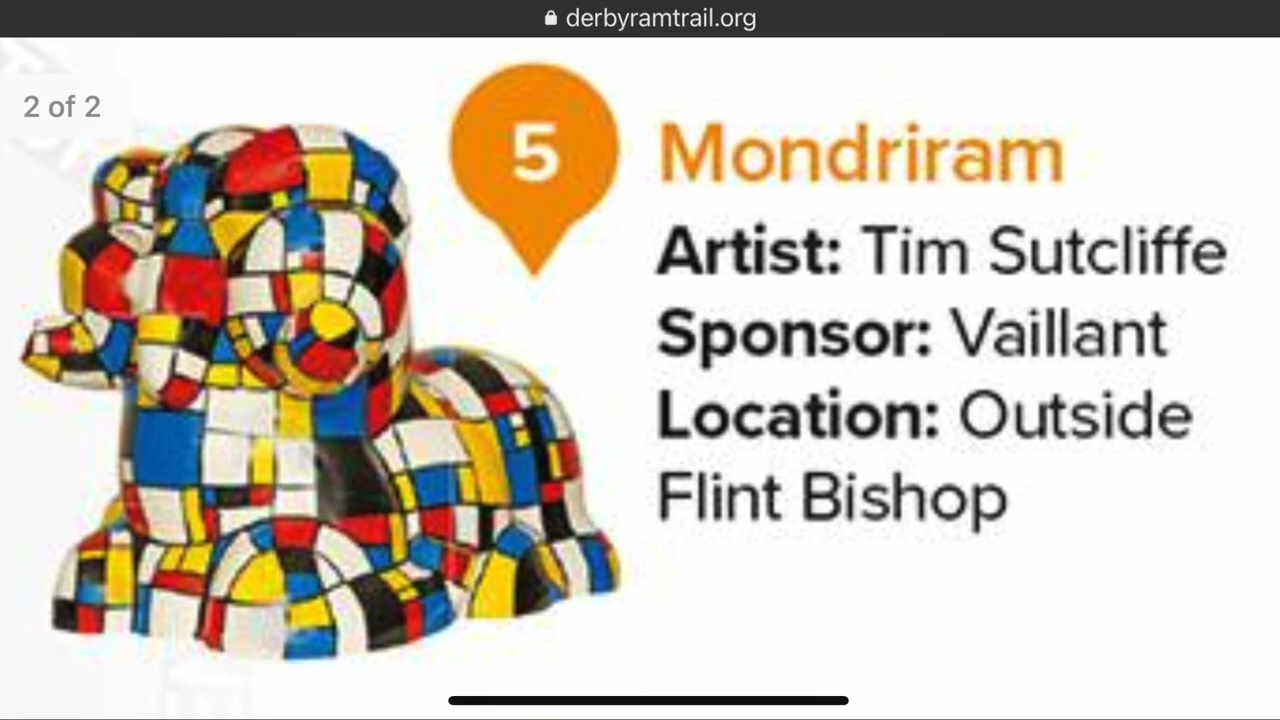 derbyramtrail.org
2 of 2
5
Mondriram
Artist: Tim Sutcliffe
Sponsor: Vaillant
Location: Outside
Flint Bishop